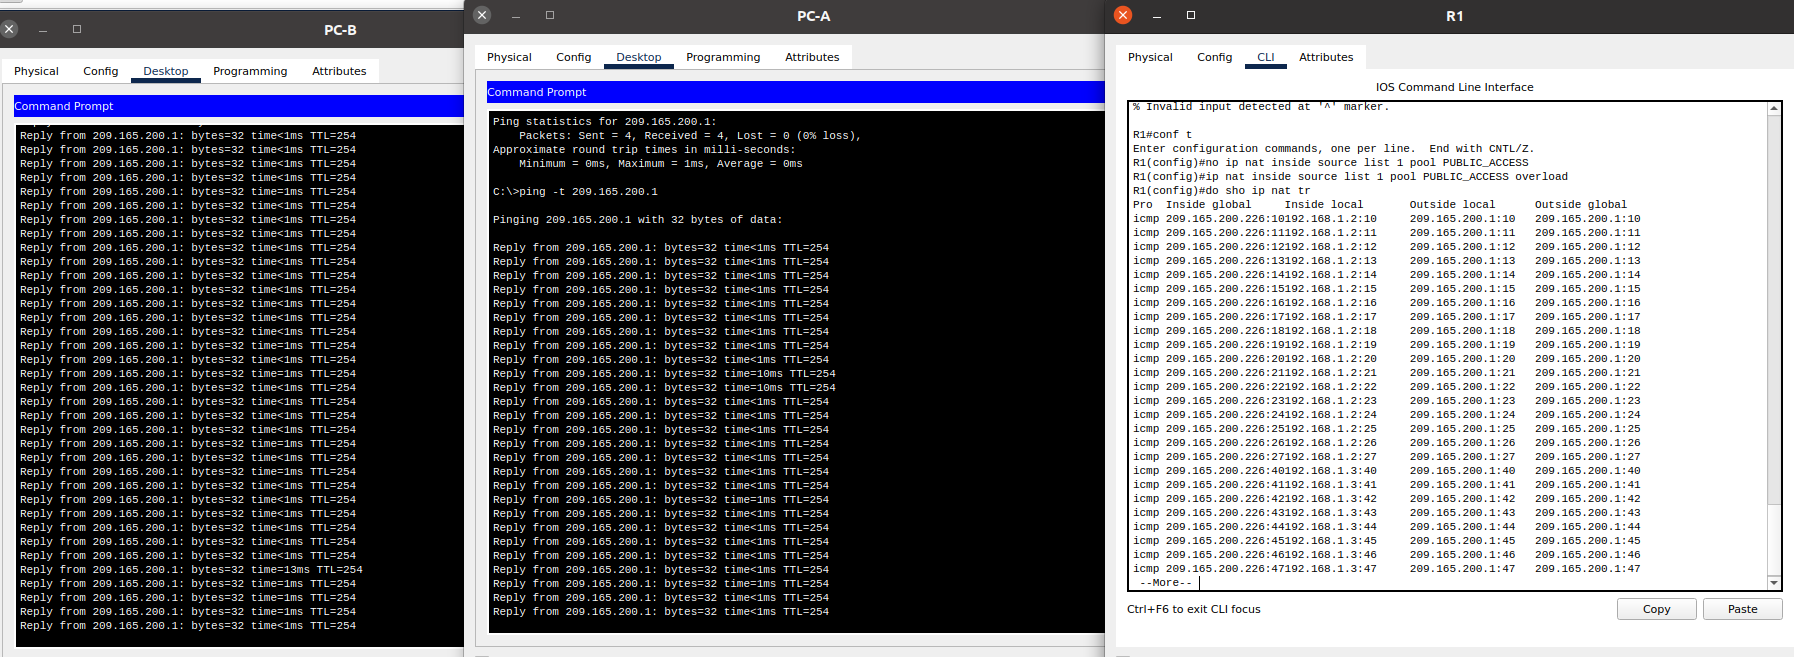 PC-B
Physical Config Desktop Programming Attributes
Command Prompt
Reply from 209.165.200.1: bytes=32 time<1ms TTL=254
Reply from 209.165.200.1: bytes=32 time<1ms TTL=254
Reply from 209.165.200.1: bytes=32 time<1ms TTL=254
Reply from 209.165.200.1: bytes=32 time=1ms TTL=254
Reply from 209.165.200.1: bytes=32 time=1ms TTL=254
Reply from 209.165.200.1: bytes=32 time<1ms TTL=254
Reply from 209.165.200.1: bytes=32 time<1ms TTL=254
Reply from 209.165.200.1: bytes=32 time<1ms TTL=254
Reply from 209.165.200.1: bytes=32 time<1ms TTL=254
Reply from 209.165.200.1: bytes=32 time<1ms TTL=254
Reply from 209.165.200.1: bytes=32 time<1ms TTL=254
Reply from 209.165.200.1: bytes=32 time<1ms TTL=254
Reply from 209.165.200.1: bytes=32 time<1ms TTL=254
Reply from 209.165.200.1: bytes=32 time<1ms TTL=254
Reply from 209.165.200.1: bytes=32 time<1ms TTL=254
Reply from 209.165.200.1: bytes=32 time=1ms TTL=254
Reply from 209.165.200.1: bytes=32 time<1ms TTL=254
Reply from 209.165.200.1: bytes=32 time=1ms TTL=254
Reply from 209.165.200.1: bytes=32 time<1ms TTL=254
Reply from 209.165.200.1: bytes=32 time<1ms TTL=254
Reply from 209.165.200.1: bytes=32 time<1ms TTL=254
Reply from 209.165.200.1: bytes=32 time<1ms TTL=254
Reply from 209.165.200.1: bytes=32 time=1ms TTL=254
Reply from 209.165.200.1: bytes=32 time<1ms TTL=254
Reply from 209.165.200.1: bytes=32 time=1ms TTL=254
Reply from 209.165.200.1: bytes=32 time<1ms TTL=254
Reply from 209.165.200.1: bytes=32 time<1ms TTL=254
Reply from 209.165.200.1: bytes=32 time<1ms TTL=254
Reply from 209.165.200.1: bytes=32 time<1ms TTL=254
Reply from 209.165.200.1: bytes=32 time<1ms TTL=254
Reply from 209.165.200.1: bytes=32 time<1ms TTL=254
Reply from 209.165.200.1: bytes=32 time=13ms TTL=254
Reply from 209.165.200.1: bytes=32 time=1ms TTL=254
Reply from 209.165.200.1: bytes=32 time=1ms TTL=254
Reply from 209.165.200.1: bytes=32 time=1ms TTL=254
Reply from 209.165.200.1: bytes=32 time<1ms TTL=254
PC-A
Physical Config Desktop Programming Attributes
Command Prompt
Ping statistics for 209.165.200.1:
Packets: Sent = 4, Received = 4, Lost = 0 (0% loss),
Approximate round trip times in milli-seconds:
Minimum = 0ms, Maximum = 1ms, Average = 0ms
C:\>ping -t 209.165.200.1
Pinging 209.165.200.1 with 32 bytes of data:
Reply from 209.165.200.1: bytes=32 time<1ms TTL=254
Reply from 209.165.200.1: bytes=32 time<1ms TTL=254
Reply from 209.165.200.1: bytes=32 time<1ms TTL=254
Reply from 209.165.200.1: bytes=32 time=1ms TTL=254
Reply from 209.165.200.1: bytes=32 time<1ms TTL=254
Reply from 209.165.200.1: bytes=32 time<1ms TTL=254
Reply from 209.165.200.1: bytes=32 time<1ms TTL=254
Reply from 209.165.200.1: bytes=32 time<1ms TTL=254
Reply from 209.165.200.1: bytes=32 time<1ms TTL=254
Reply from 209.165.200.1: bytes=32 time=10ms TTL=254
Reply from 209.165.200.1: bytes=32 time=10ms TTL=254
Reply from 209.165.200.1: bytes=32 time<1ms TTL=254
Reply from 209.165.200.1: bytes=32 time<1ms TTL=254
Reply from 209.165.200.1: bytes=32 time=1ms TTL=254
Reply from 209.165.200.1: bytes=32 time<1ms TTL=254
Reply from 209.165.200.1: bytes=32 time<1ms TTL=254
Reply from 209.165.200.1: bytes=32 time<1ms TTL=254
Reply from 209.165.200.1: bytes=32 time<1ms TTL=254
Reply from 209.165.200.1: bytes=32 time=1ms TTL=254
Reply from 209.165.200.1: bytes=32 time<1ms TTL=254
Reply from 209.165.200.1: bytes=32 time<1ms TTL=254
Reply from 209.165.200.1: bytes=32 time<1ms TTL=254
Reply from 209.165.200.1: bytes=32 time<1ms TTL=254
Reply from 209.165.200.1: bytes=32 time<1ms TTL=254
Reply from 209.165.200.1: bytes=32 time=1ms TTL=254
Reply from 209.165.200.1: bytes=32 time<1ms TTL=254
Reply from 209.165.200.1: bytes=32 time<1ms TTL=254
R1
Physical Config CLI Attributes
IOS Command Line Interface
% Invalid input detected at '^' marker.
R1#conf t
Enter configuration commands, one per line. End with CNTL/Z.
R1(config)#no ip nat inside source list 1 pool PUBLIC_ACCESS
R1(config)#ip nat inside source list 1 pool PUBLIC_ACCESS overload
R1(config)#do sho ip nat tr
Pro Inside global Inside local Outside local Outside global
icmp 209.165.200.226:10192.168.1.2:10 209.165.200.1:10 209.165.200.1:10
icmp 209.165.200.226:11192.168.1.2:11 209.165.200.1:11 209.165.200.1:11
icmp 209.165.200.226:12192.168.1.2:12 209.165.200.1:12 209.165.200.1:12
icmp 209.165.200.226:13192.168.1.2:13 209.165.200.1:13 209.165.200.1:13
icmp 209.165.200.226:14192.168.1.2:14 209.165.200.1:14 209.165.200.1:14
icmp 209.165.200.226:15192.168.1.2:15 209.165.200.1:15 209.165.200.1:15
icmp 209.165.200.226:16192.168.1.2:16 209.165.200.1:16 209.165.200.1:16
icmp 209.165.200.226:17192.168.1.2:17 209.165.200.1:17 209.165.200.1:17
icmp 209.165.200.226:18192.168.1.2:18 209.165.200.1:18 209.165.200.1:18
icmp 209.165.200.226:19192.168.1.2:19 209.165.200.1:19 209.165.200.1:19
icmp 209.165.200.226:20192.168.1.2:20 209.165.200.1:20 209.165.200.1:20
icmp 209.165.200.226:21192.168.1.2:21 209.165.200.1:21 209.165.200.1:21
icmp 209.165.200.226:22192.168.1.2:22 209.165.200.1:22 209.165.200.1:22
icmp 209.165.200.226:23192.168.1.2:23 209.165.200.1:23 209.165.200.1:23
icmp 209.165.200.226:24192.168.1.2:24 209.165.200.1:24 209.165.200.1:24
icmp 209.165.200.226:25192.168.1.2:25 209.165.200.1:25 209.165.200.1:25
icmp 209.165.200.226:26192.168.1.2:26 209.165.200.1:26 209.165.200.1:26
icmp 209.165.200.226:27192.168.1.2:27 209.165.200.1:27 209.165.200.1:27
icmp 209.165.200.226:40192.168.1.3:40 209.165.200.1:40 209.165.200.1:40
icmp 209.165.200.226:41192.168.1.3:41 209.165.200.1:41 209.165.200.1:41
icmp 209.165.200.226:42192.168.1.3:42 209.165.200.1:42 209.165.200.1:42
icmp 209.165.200.226:43192.168.1.3:43 209.165.200.1:43 209.165.200.1:43
icmp 209.165.200.226:44192.168.1.3:44 209.165.200.1:44 209.165.200.1:44
icmp 209.165.200.226:45192.168.1.3:45 209.165.200.1:45 209.165.200.1:45
icmp 209.165.200.226:46192.168.1.3:46 209.165.200.1:46 209.165.200.1:46
icmp 209.165.200.226:47192.168.1.3:47 209.165.200.1:47 209.165.200.1:47
--More--
Ctrl+F6 to exit CLI focus
Copy Paste